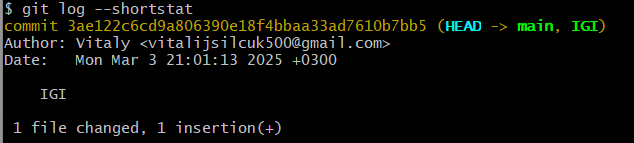 $ git log --shortstat
commit 3ae122c6cd9a806390e18f4bbaa33ad7610b7bb5 (HEAD -> main, IGI)
Author: Vitaly <vitalijsilcuk500@gmail.com>
Date:   Mon Mar 3 21:01:13 2025 +0300
IGI
1 file changed, 1 insertion(+)